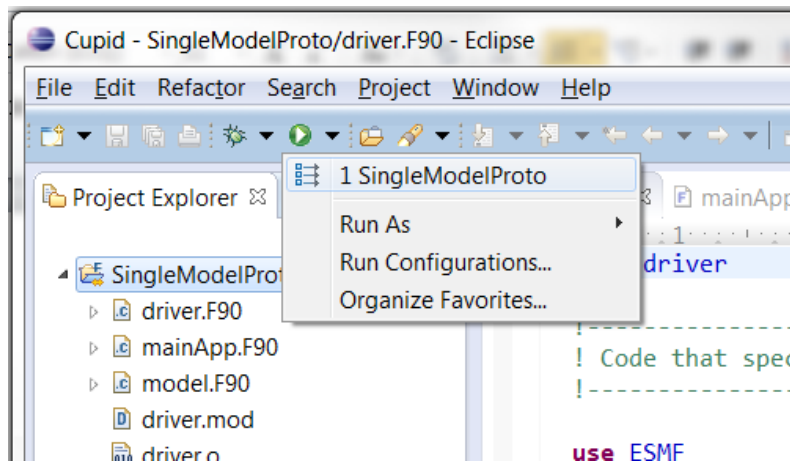 Cupid - SingleModelProto/driver.F90 - Eclipse
File Edit Refactor Search Project Window Help
1 SingleModelProto
Project Explorer
mainApp
Run As
1
Run Configurations...
driver
SingleModelPro
Organize Favorites...
driver.F90
!--------------
mainApp.F90
! Code that spec
model.F90
!--------------
driver.mod
driver.o
use ESMF